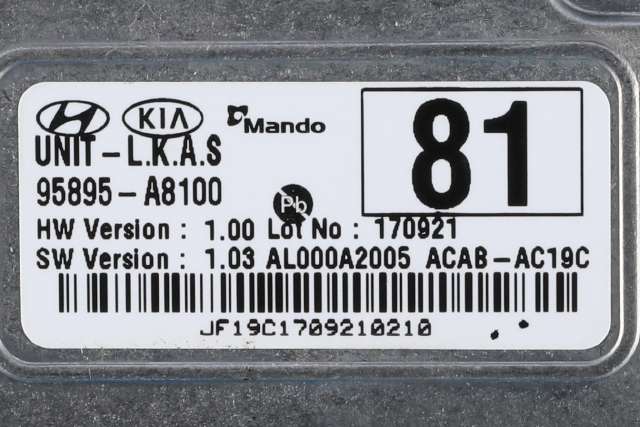 KIA Mando 81
UNIT-L.K.A.S
95895-A8100
Pb
HW Version : 1.00 Lot No : 170921
SW Version : 1.03 AL000A2005 ACAB-AC19C
JF19C1709210210